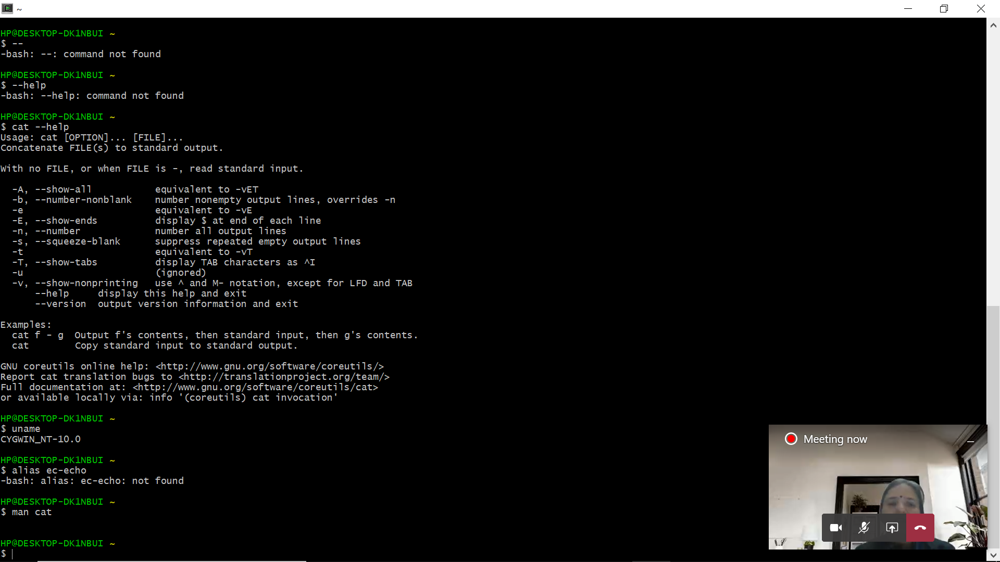 ~
HP@DESKTOP-DK1NBUI ~
$ --
-bash: --: command not found
HP@DESKTOP-DK1NBUI ~
$ --help
-bash: --help: command not found
HP@DESKTOP-DK1NBUI ~
$ cat --help
Usage: cat [OPTION]... [FILE]...
Concatenate FILE(s) to standard output.
With no FILE, or when FILE is -, read standard input.
-A, --show-all equivalent to -vET
-b, --number-nonblank number nonempty output lines, overrides -n
-e equivalent to -vE
-E, --show-ends display $ at end of each line
-n, --number number all output lines
-s, --squeeze-blank suppress repeated empty output lines
-t equivalent to -vT
-T, --show-tabs display TAB characters as ^I
-u (ignored)
-v, --show-nonprinting use ^ and M- notation, except for LFD and TAB
--help display this help and exit
--version output version information and exit
Examples:
cat f - g Output f's contents, then standard input, then g's contents.
cat Copy standard input to standard output.
GNU coreutils online help: <http://www.gnu.org/software/coreutils/>
Report cat translation bugs to <http://translationproject.org/team/>
Full documentation at: <http://www.gnu.org/software/coreutils/cat>
or available locally via: info '(coreutils) cat invocation'
HP@DESKTOP-DK1NBUI ~
$ uname
CYGWIN_NT-10.0
HP@DESKTOP-DK1NBUI ~
$ alias ec-echo
-bash: alias: ec-echo: not found
HP@DESKTOP-DK1NBUI ~
$ man cat
HP@DESKTOP-DK1NBUI ~
$
Meeting now